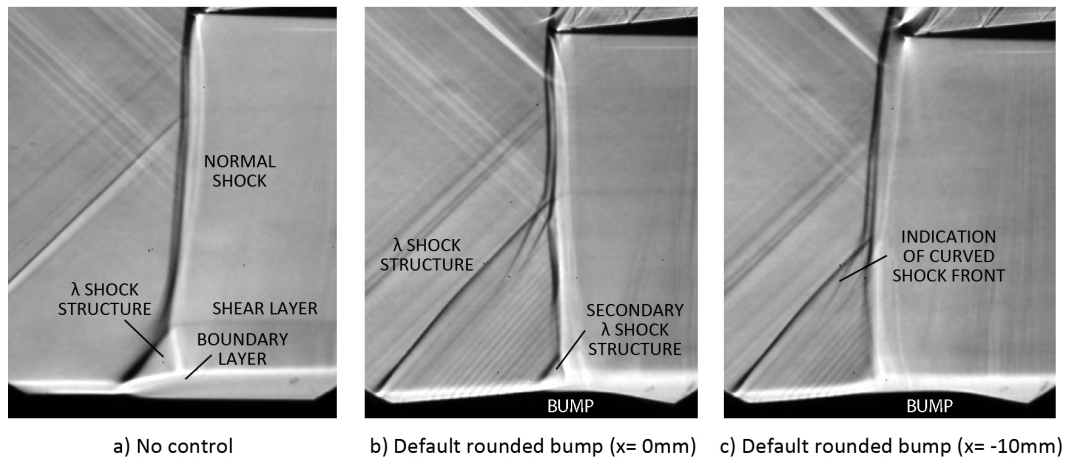 NORMAL
SHOCK
λ SHOCK
STRUCTURE
SHEAR LAYER
BOUNDARY
LAYER
a) No control
λ SHOCK
STRUCTURE
SECONDARY
λ SHOCK
STRUCTURE
BUMP
b) Default rounded bump (x= 0mm)
INDICATION
OF CURVED
SHOCK FRONT
BUMP
c) Default rounded bump (x= -10mm)